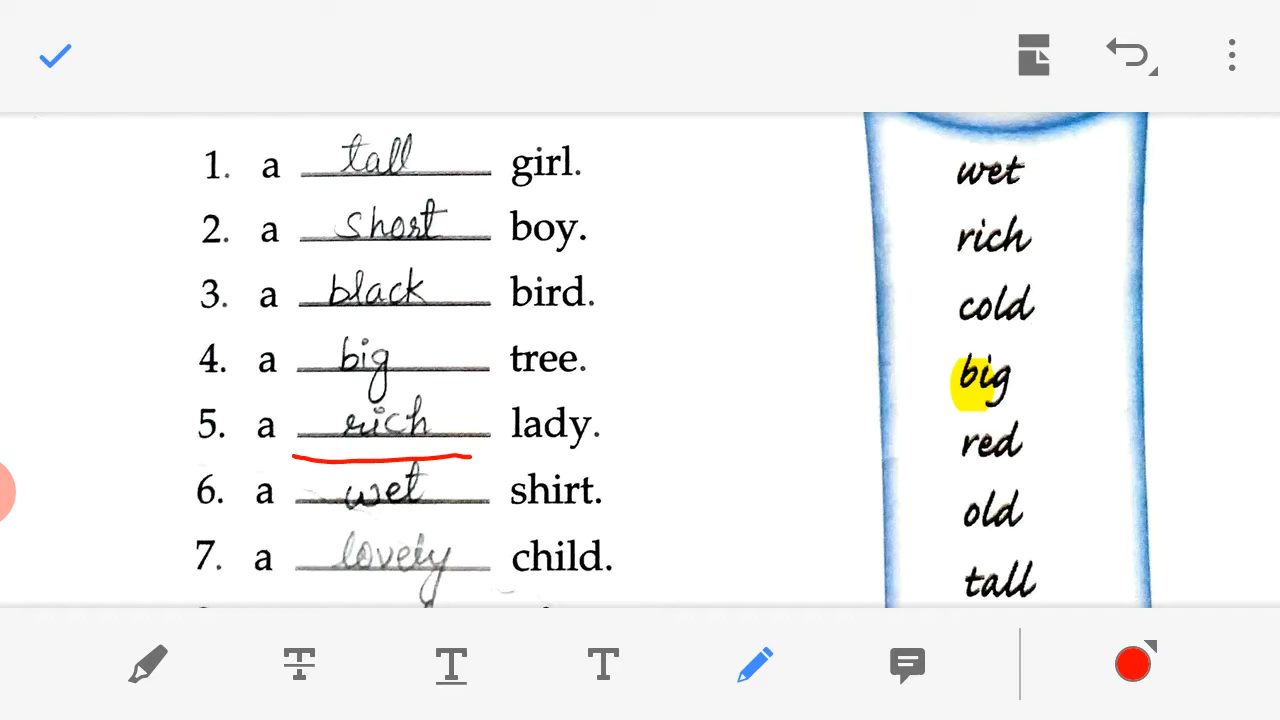 1. a tall girl.
2. a short boy.
3. a black bird.
4. a big tree.
5. a rich lady.
6. a wet shirt.
7. a lovely child.
wet
rich
cold
big
red
old
tall
T T T